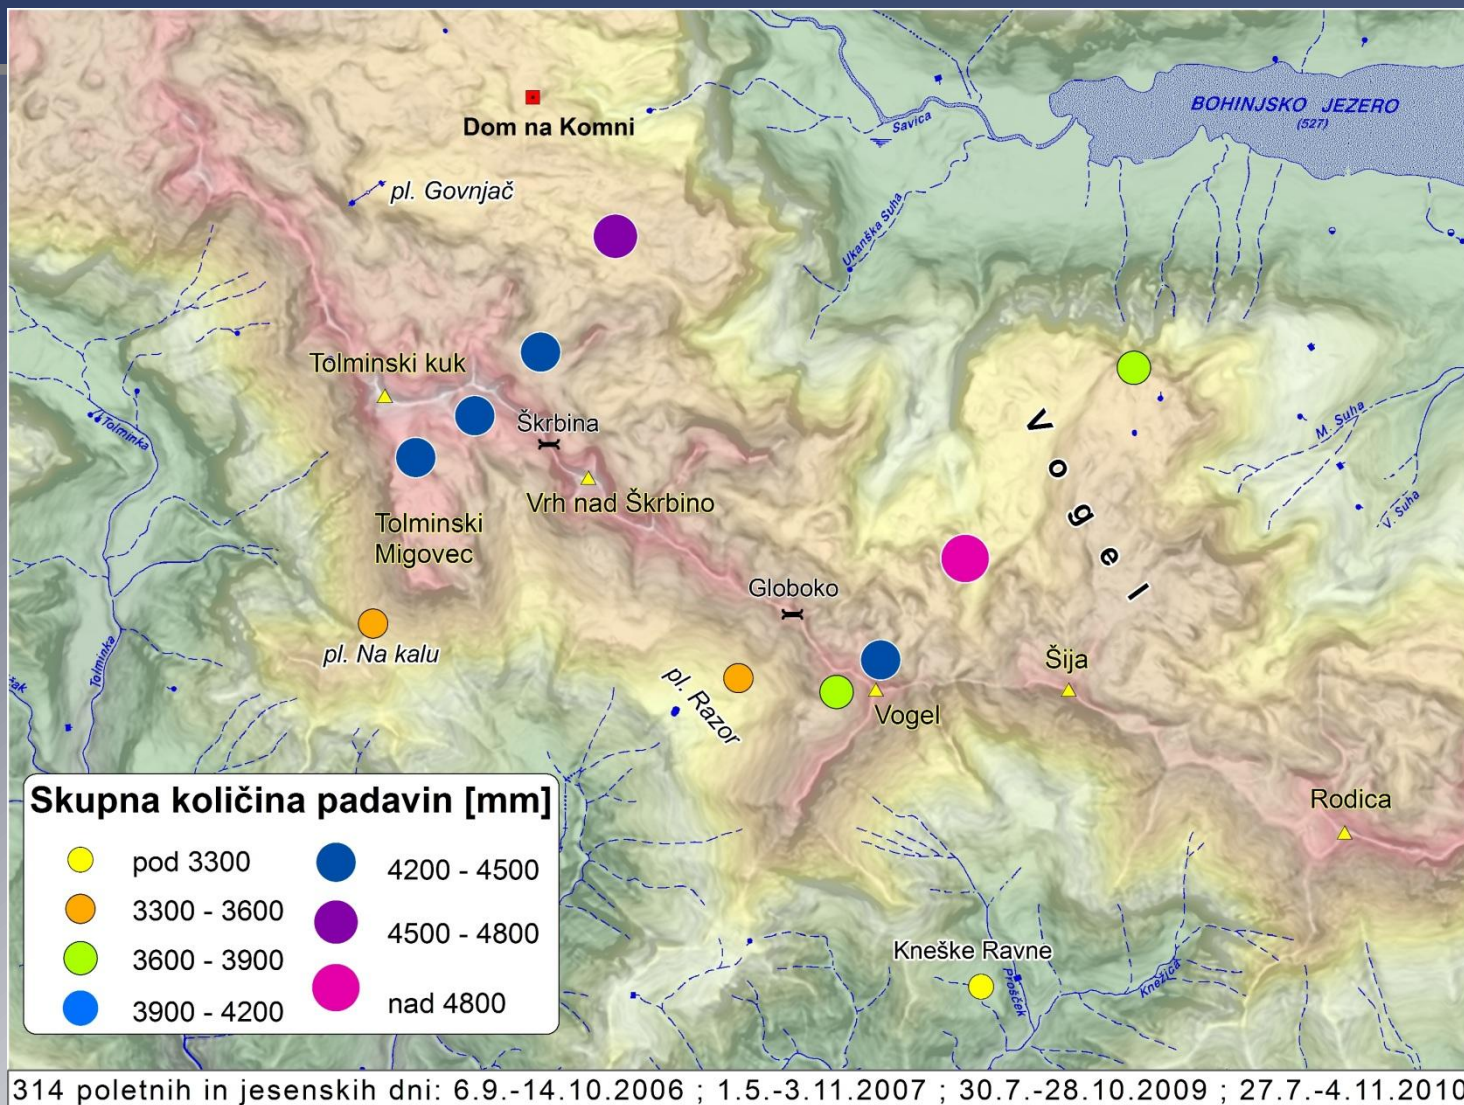 BOHINJSKO JEZERO
(527)
Savica
Dom na Komni
pl. Govnjač
Ukanška Suha
Tolminski kuk
Škrbina
Tolminka
M. Suha
V. Suha
Vogel
Vrh nad Škrbino
Tolminski
Migovec
Globoko
pl. Na kalu
Tolminka
Šija
pl. Razor
Vogel
Rodica
Skupna količina padavin [mm]
pod 3300
3300 - 3600
3600 - 3900
3900 - 4200
4200 - 4500
4500 - 4800
nad 4800
Kneške Ravne
Prošček
Knežica
314 poletnih in jesenskih dni: 6.9.-14.10.2006 ; 1.5.-3.11.2007 ; 30.7.-28.10.2009 ; 27.7.-4.11.2010